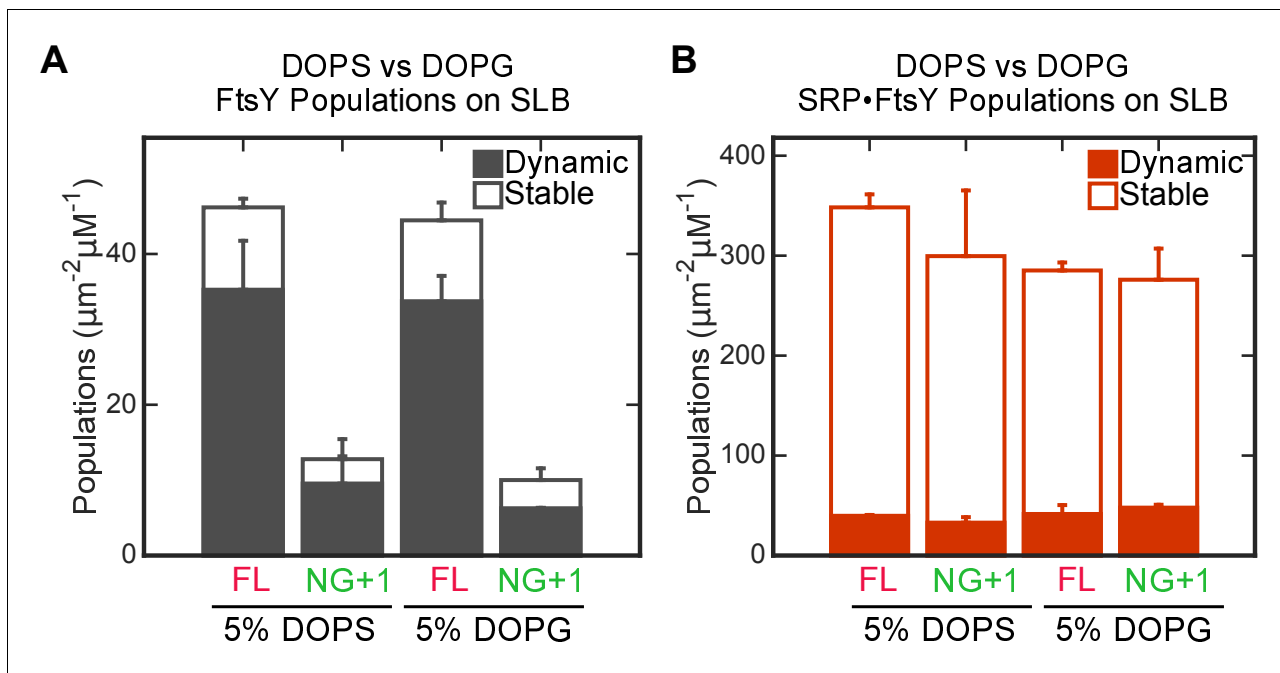 A
DOPS vs DOPG
FtsY Populations on SLB
Populations (µm⁻²µM⁻¹)
40
20
0
Dynamic
Stable
FL
NG+1
FL
NG+1
5% DOPS
5% DOPG
B
DOPS vs DOPG
SRP•FtsY Populations on SLB
Populations (µm⁻²µM⁻¹)
400
300
200
100
0
Dynamic
Stable
FL
NG+1
FL
NG+1
5% DOPS
5% DOPG